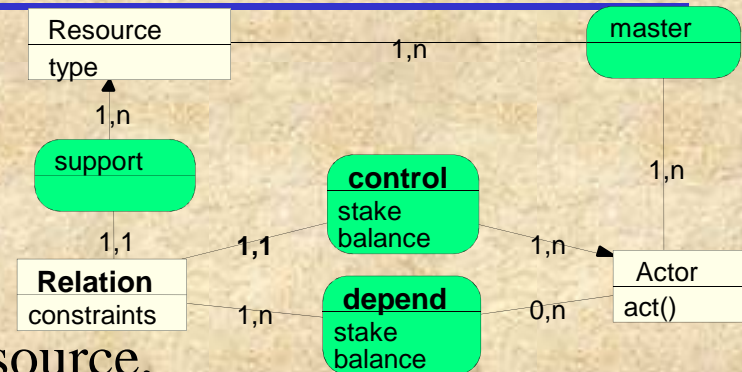 Resource
type
1,n
master
1,n
support
1,n
1,1
control
stake
balance
1,1
1,n
Relation
constraints
1,n
depend
stake
balance
0,n
Actor
act()
source.